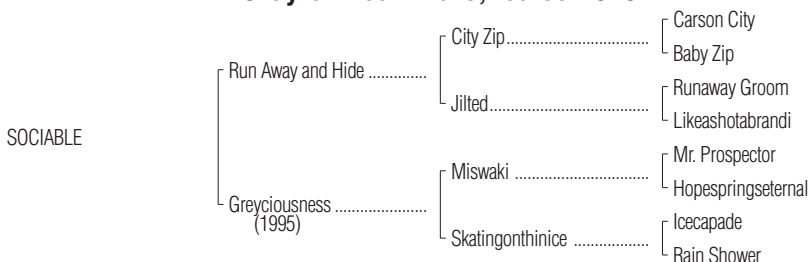 Carson City
City Zip....................................
Baby Zip
Run Away and Hide ..............
Runaway Groom
Jilted........................................
Likeashotabrandi
SOCIABLE
Mr. Prospector
Miswaki ..................................
Hopespringseternal
Greyciousness .......................
(1995)
Icecapade
Skatingonthinice ...................
Rain Shower